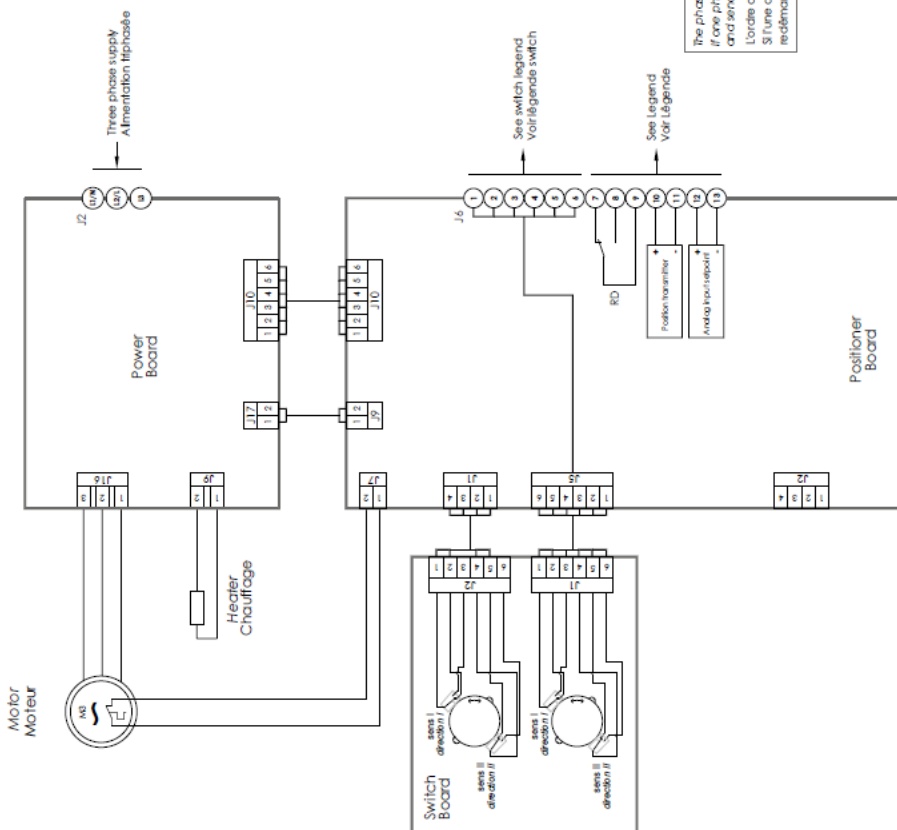 Motor
Moteur
M3
Three phase supply
Alimentation triphasée
J2
L1/N
L2/L
L3
Power
Board
J16
3
2
1
J9
2
1
Heater
Chauffage
J17
1 2
J10
1 2 3 4 5 6
J9
1 2
J10
1 2 3 4 5 6
J7
2
1
J1
4
3
2
1
J5
6
5
4
3
2
1
J2
4
3
2
1
J6
1
2
3
4
5
6
7
8
9
10
11
12
13
See switch legend
Voir légende switch
See Legend
Voir Légende
RD
+
Position transmitter
-
+
Analog input setpoint
-
Positioner
Board
Switch
Board
J2
1
2
3
4
5
6
J1
1
2
3
4
5
6
sens I
direction I
sens II
direction II
sens I
direction I
sens II
direction II
The phas
If one ph
and send
L'ordre d
Si l'une d
redéma